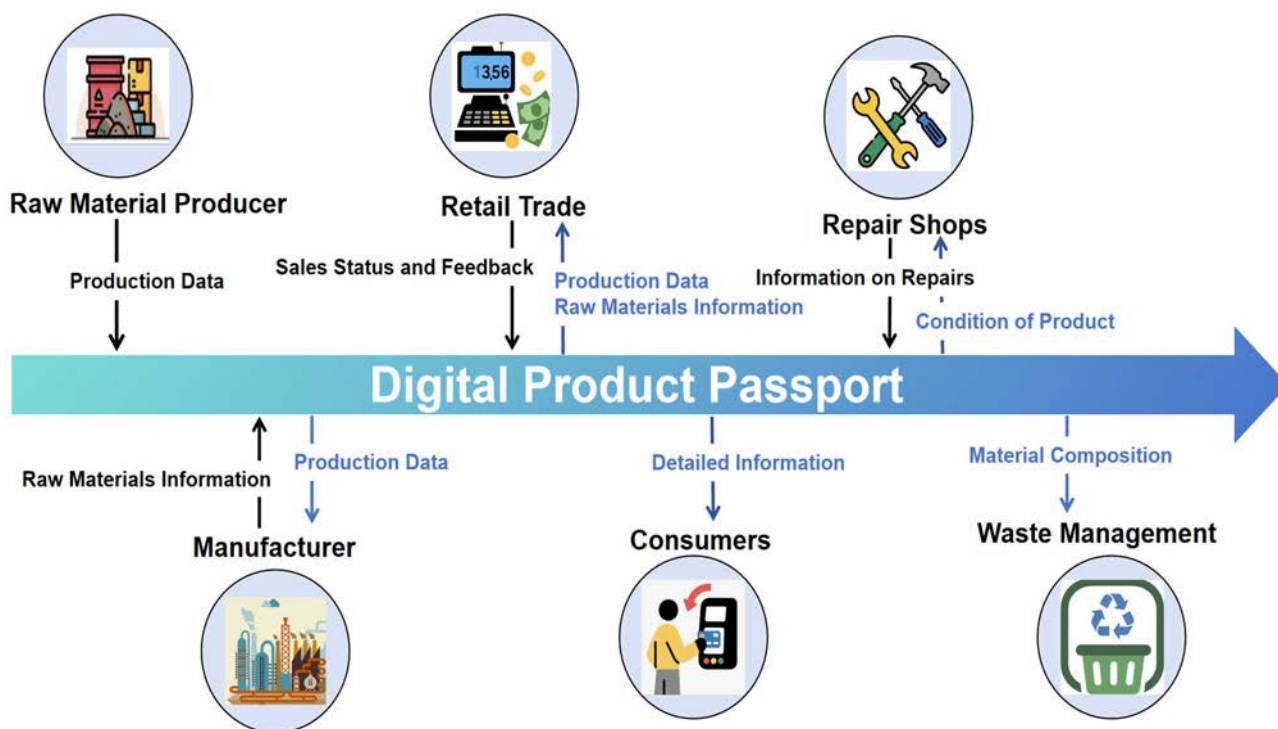 13,56
Raw Material Producer
Retail Trade
Repair Shops
Production Data
Sales Status and Feedback
Production Data
Raw Materials Information
Information on Repairs
Condition of Product
Digital Product Passport
Raw Materials Information
Production Data
Detailed Information
Material Composition
Manufacturer
Consumers
Waste Management